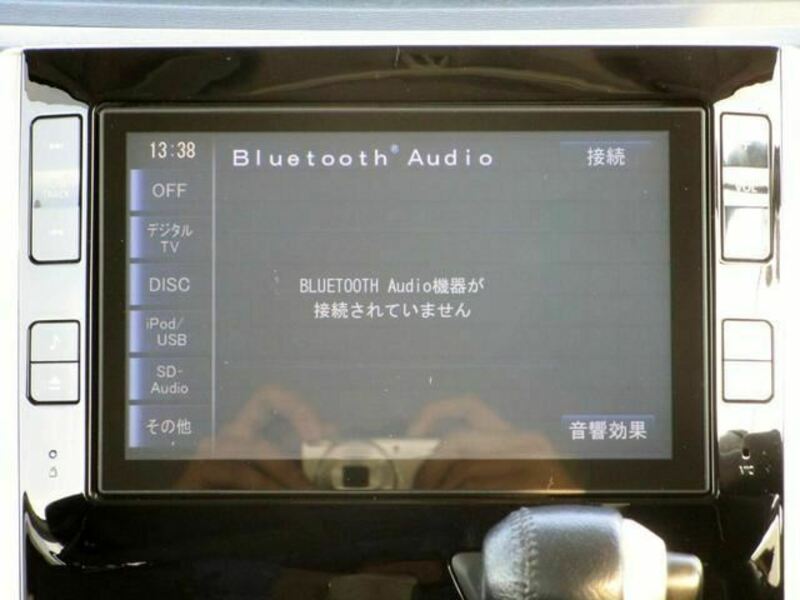 13:38
Bluetooth® Audio
接続
OFF
デジタル
TV
DISC
iPod/
USB
SD-
Audio
その他
BLUETOOTH Audio機器が
接続されていません
音響効果
TRACK
VOL